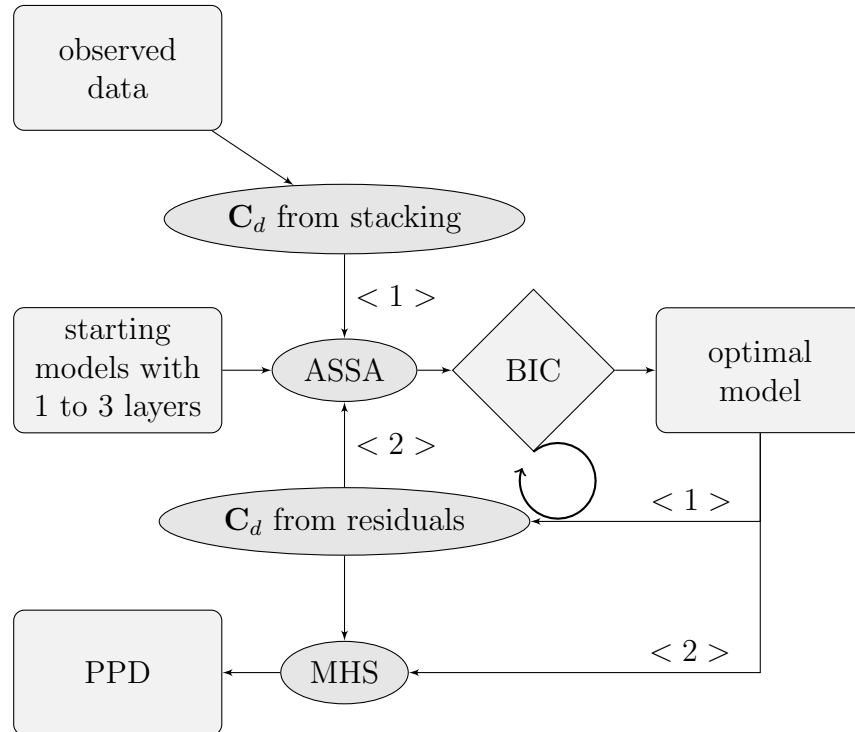 observed
data
C_d from stacking
< 1 >
starting
models with
1 to 3 layers
ASSA
BIC
optimal
model
< 2 >
C_d from residuals
< 1 >
PPD
MHS
< 2 >